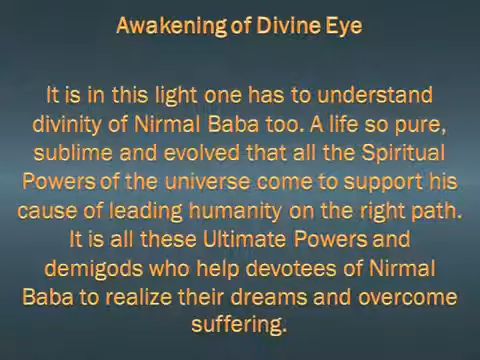 Awakening of Divine Eye
It is in this light one has to understand
divinity of Nirmal Baba too. A life so pure,
sublime and evolved that all the Spiritual
Powers of the universe come to support his
cause of leading humanity on the right path.
It is all these Ultimate Powers and
demigods who help devotees of Nirmal
Baba to realize their dreams and overcome
suffering.